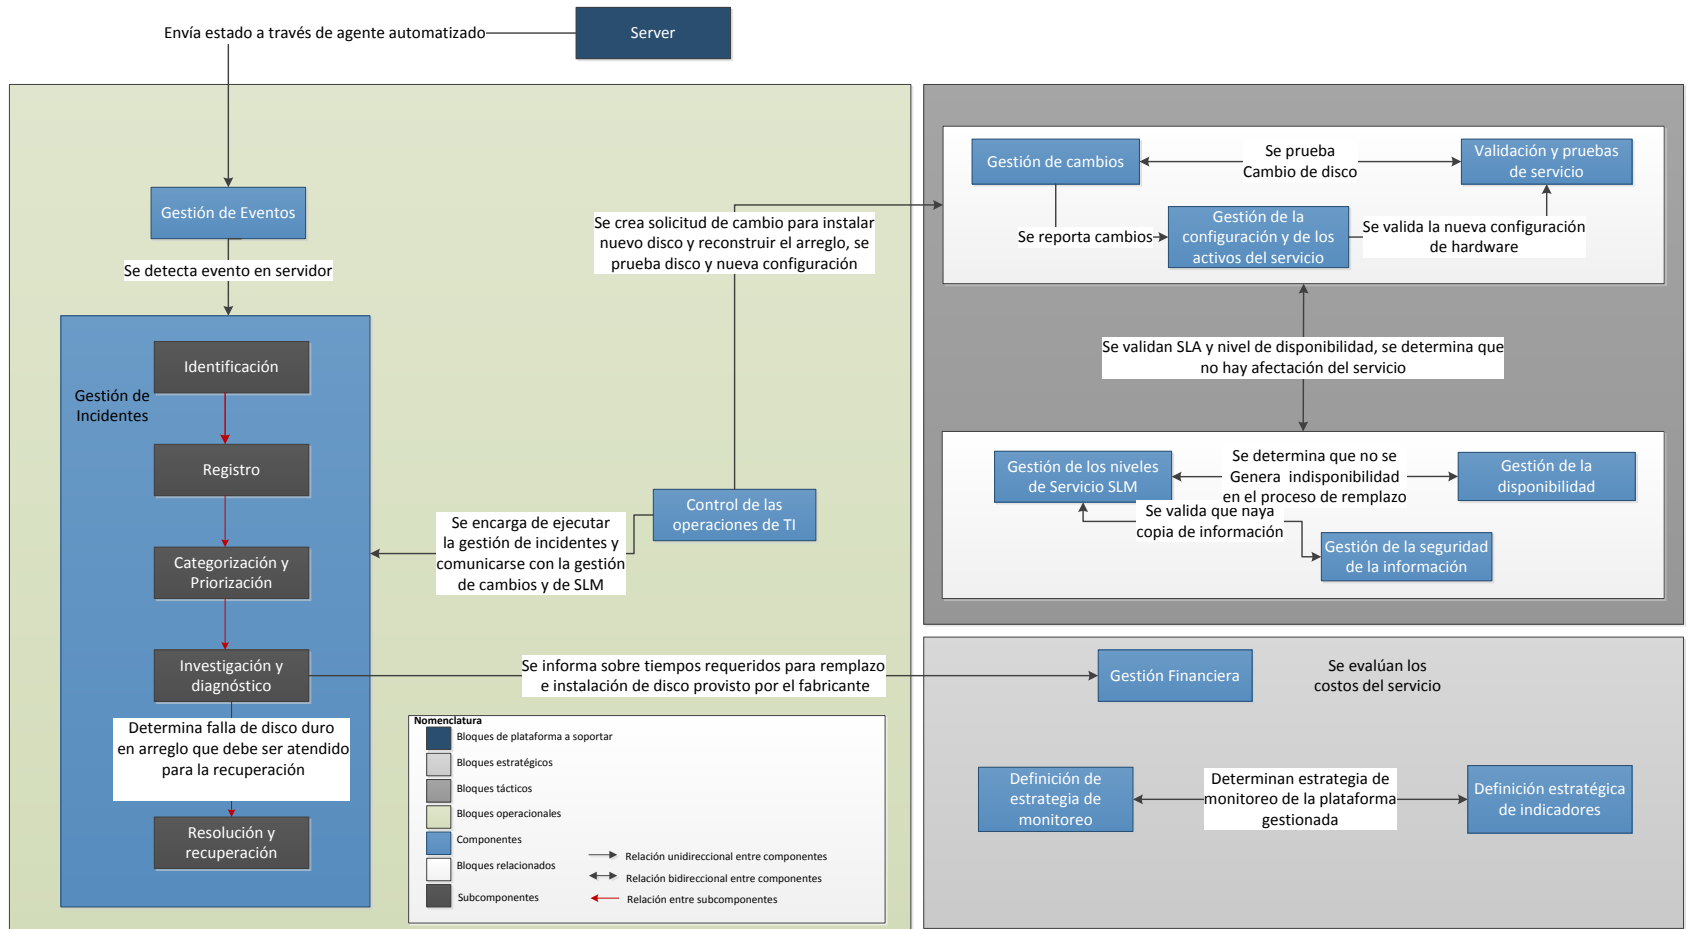 Envía estado a través de agente automatizado
Server
Gestión de Eventos
Se detecta evento en servidor
Gestión de
Incidentes
Identificación
Registro
Categorización y
Priorización
Investigación y
diagnóstico
Determina falla de disco duro
en arreglo que debe ser atendido
para la recuperación
Resolución y
recuperación
Se encarga de ejecutar
la gestión de incidentes y
comunicarse con la gestión
de cambios y de SLM
Control de las
operaciones de TI
Se crea solicitud de cambio para instalar
nuevo disco y reconstruir el arreglo, se
prueba disco y nueva configuración
Se informa sobre tiempos requeridos para remplazo
e instalación de disco provisto por el fabricante
Nomenclatura
Bloques de plataforma a soportar
Bloques estratégicos
Bloques tácticos
Bloques operacionales
Componentes
Bloques relacionados
Subcomponentes
Relación unidireccional entre componentes
Relación bidireccional entre componentes
Relación entre subcomponentes
Gestión de cambios
Se prueba
Cambio de disco
Validación y pruebas
de servicio
Se reporta cambios
Gestión de la
configuración y de los
activos del servicio
Se valida la nueva configuración
de hardware
Se validan SLA y nivel de disponibilidad, se determina que
no hay afectación del servicio
Gestión de los niveles
de Servicio SLM
Se determina que no se
Genera indisponibilidad
en el proceso de remplazo
Gestión de la
disponibilidad
Se valida que haya
copia de información
Gestión de la seguridad
de la información
Gestión Financiera
Se evalúan los
costos del servicio
Definición de
estrategia de
monitoreo
Determinan estrategia de
monitoreo de la plataforma
gestionada
Definición estratégica
de indicadores